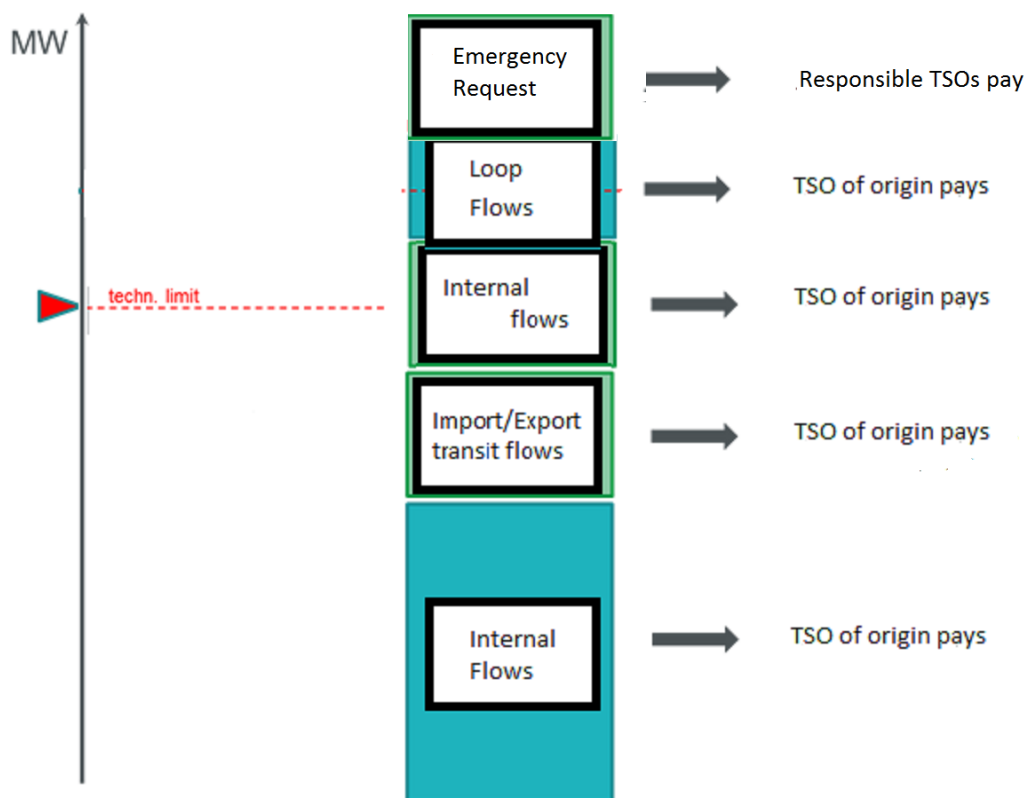 MW
Emergency
Request
Responsible TSOs pay
Loop
Flows
TSO of origin pays
techn. limit
Internal
flows
TSO of origin pays
Import/Export
transit flows
TSO of origin pays
Internal
Flows
TSO of origin pays